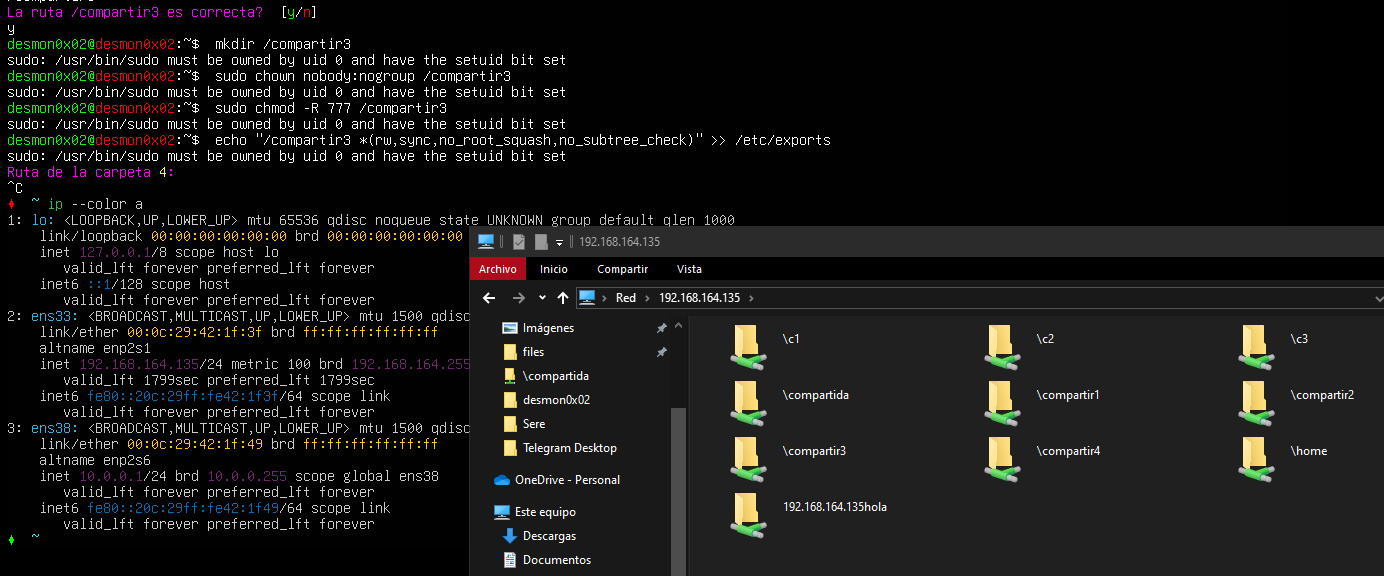 La ruta /compartir3 es correcta?  [y/n]
y
desmon0x02@desmon0x02:~$  mkdir /compartir3
sudo: /usr/bin/sudo must be owned by uid 0 and have the setuid bit set
desmon0x02@desmon0x02:~$  sudo chown nobody:nogroup /compartir3
sudo: /usr/bin/sudo must be owned by uid 0 and have the setuid bit set
desmon0x02@desmon0x02:~$  sudo chmod -R 777 /compartir3
sudo: /usr/bin/sudo must be owned by uid 0 and have the setuid bit set
desmon0x02@desmon0x02:~$  echo "/compartir3 *(rw,sync,no_root_squash,no_subtree_check)" >> /etc/exports
sudo: /usr/bin/sudo must be owned by uid 0 and have the setuid bit set
Ruta de la carpeta 4:
^C
~ ip --color a
1: lo: <LOOPBACK,UP,LOWER_UP> mtu 65536 qdisc noqueue state UNKNOWN group default qlen 1000
link/loopback 00:00:00:00:00:00 brd 00:00:00:00:00:00
inet 127.0.0.1/8 scope host lo
valid_lft forever preferred_lft forever
inet6 ::1/128 scope host
valid_lft forever preferred_lft forever
2: ens33: <BROADCAST,MULTICAST,UP,LOWER_UP> mtu 1500 qdisc
link/ether 00:0c:29:42:1f:3f brd ff:ff:ff:ff:ff:ff
altname enp2s1
inet 192.168.164.135/24 metric 100 brd 192.168.164.255
valid_lft 1799sec preferred_lft 1799sec
inet6 fe80::20c:29ff:fe42:1f3f/64 scope link
valid_lft forever preferred_lft forever
3: ens38: <BROADCAST,MULTICAST,UP,LOWER_UP> mtu 1500 qdisc
link/ether 00:0c:29:42:1f:49 brd ff:ff:ff:ff:ff:ff
altname enp2s6
inet 10.0.0.1/24 brd 10.0.0.255 scope global ens38
valid_lft forever preferred_lft forever
inet6 fe80::20c:29ff:fe42:1f49/64 scope link
valid_lft forever preferred_lft forever
~
192.168.164.135
Archivo Inicio Compartir Vista
Red > 192.168.164.135 >
Imágenes
files
\compartida
desmon0x02
Sere
Telegram Desktop
OneDrive - Personal
Este equipo
Descargas
Documentos
\c1 \c2 \c3
\compartida \compartir1 \compartir2
\compartir3 \compartir4 \home
192.168.164.135hola